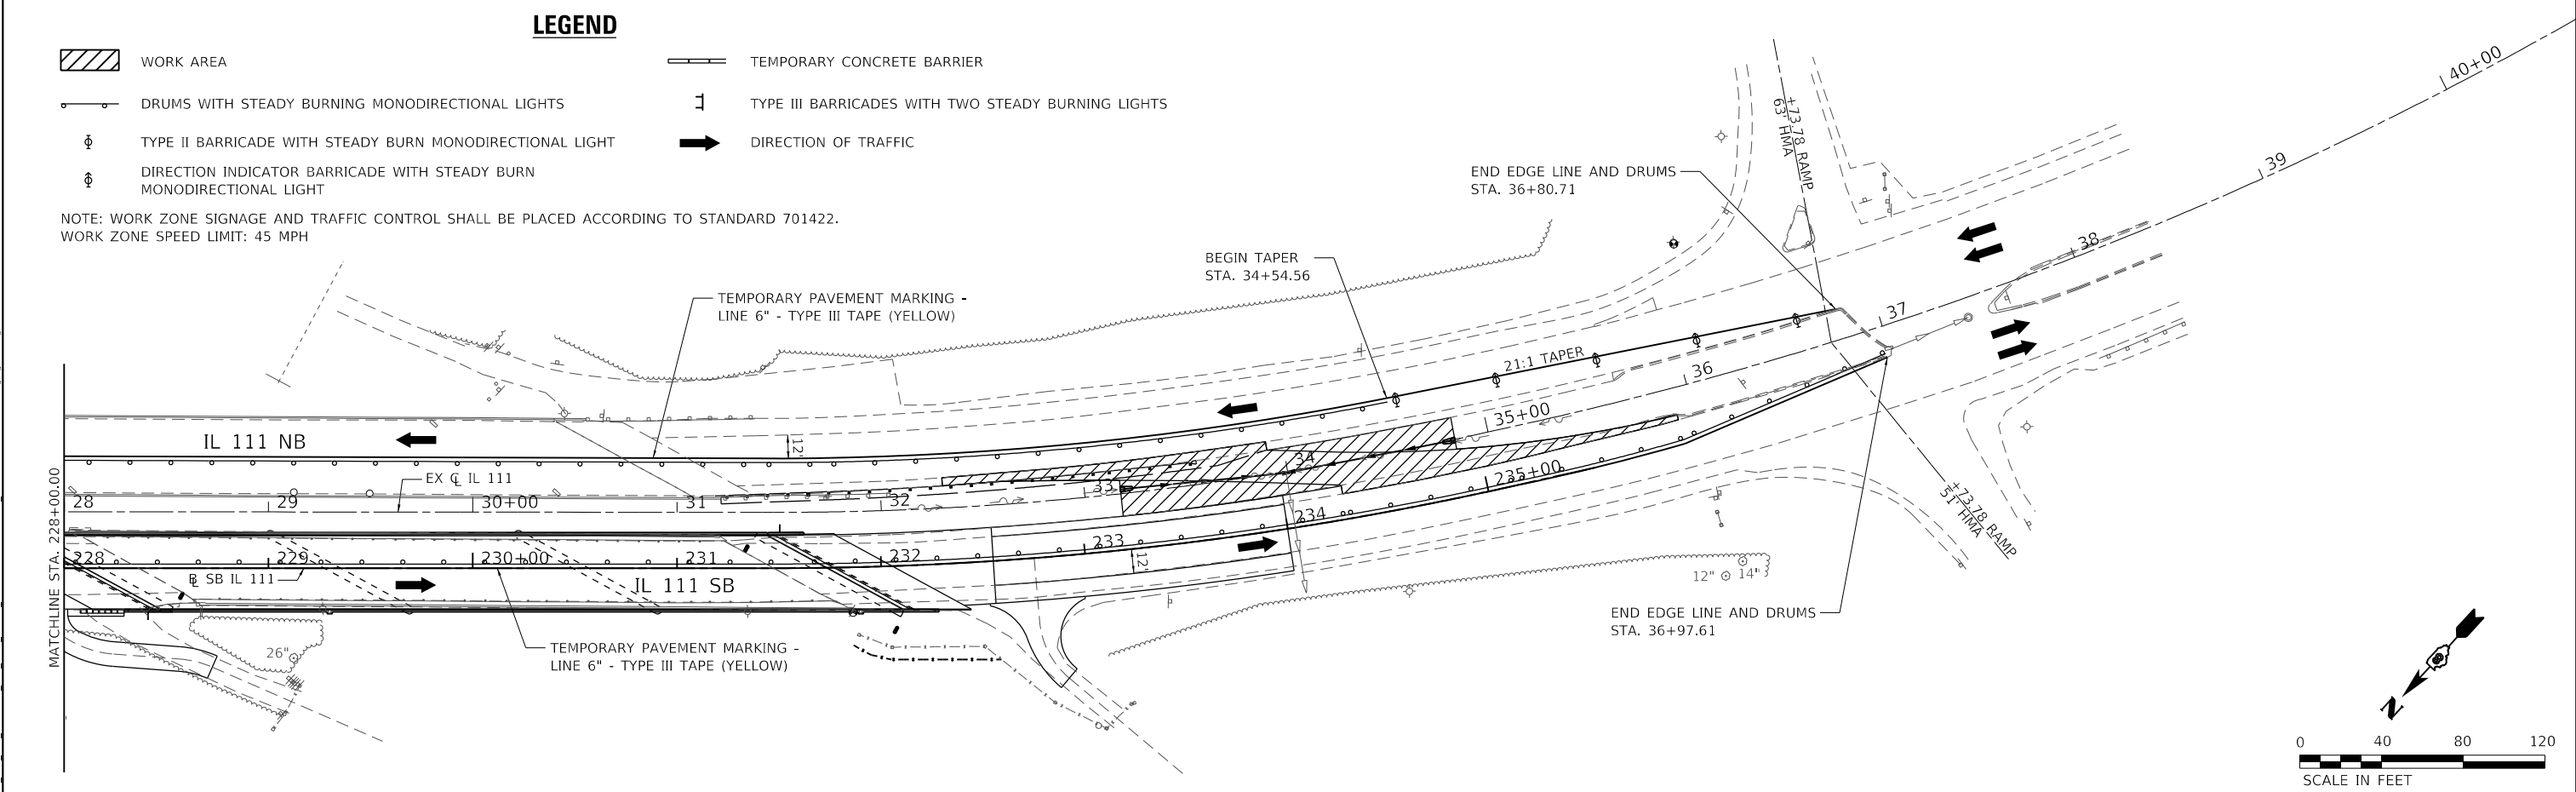 LEGEND
WORK AREA
DRUMS WITH STEADY BURNING MONODIRECTIONAL LIGHTS
TYPE II BARRICADE WITH STEADY BURN MONODIRECTIONAL LIGHT
DIRECTION INDICATOR BARRICADE WITH STEADY BURN
MONODIRECTIONAL LIGHT
TEMPORARY CONCRETE BARRIER
TYPE III BARRICADES WITH TWO STEADY BURNING LIGHTS
DIRECTION OF TRAFFIC
NOTE: WORK ZONE SIGNAGE AND TRAFFIC CONTROL SHALL BE PLACED ACCORDING TO STANDARD 701422.
WORK ZONE SPEED LIMIT: 45 MPH
40+00
39
38
37
+73.78 RAMP
63' HMA
END EDGE LINE AND DRUMS
STA. 36+80.71
BEGIN TAPER
STA. 34+54.56
TEMPORARY PAVEMENT MARKING -
LINE 6" - TYPE III TAPE (YELLOW)
21:1 TAPER
36
35+00
34
33
12'
IL 111 NB
EX ℄ IL 111
28
29
30+00
31
32
235+00
234
233
232
231
230+00
229
228
12'
B SB IL 111
IL 111 SB
MATCHLINE STA. 228+00.00
TEMPORARY PAVEMENT MARKING -
LINE 6" - TYPE III TAPE (YELLOW)
26"
12"
14"
+73.78 RAMP
51' HMA
END EDGE LINE AND DRUMS
STA. 36+97.61
N
0 40 80 120
SCALE IN FEET